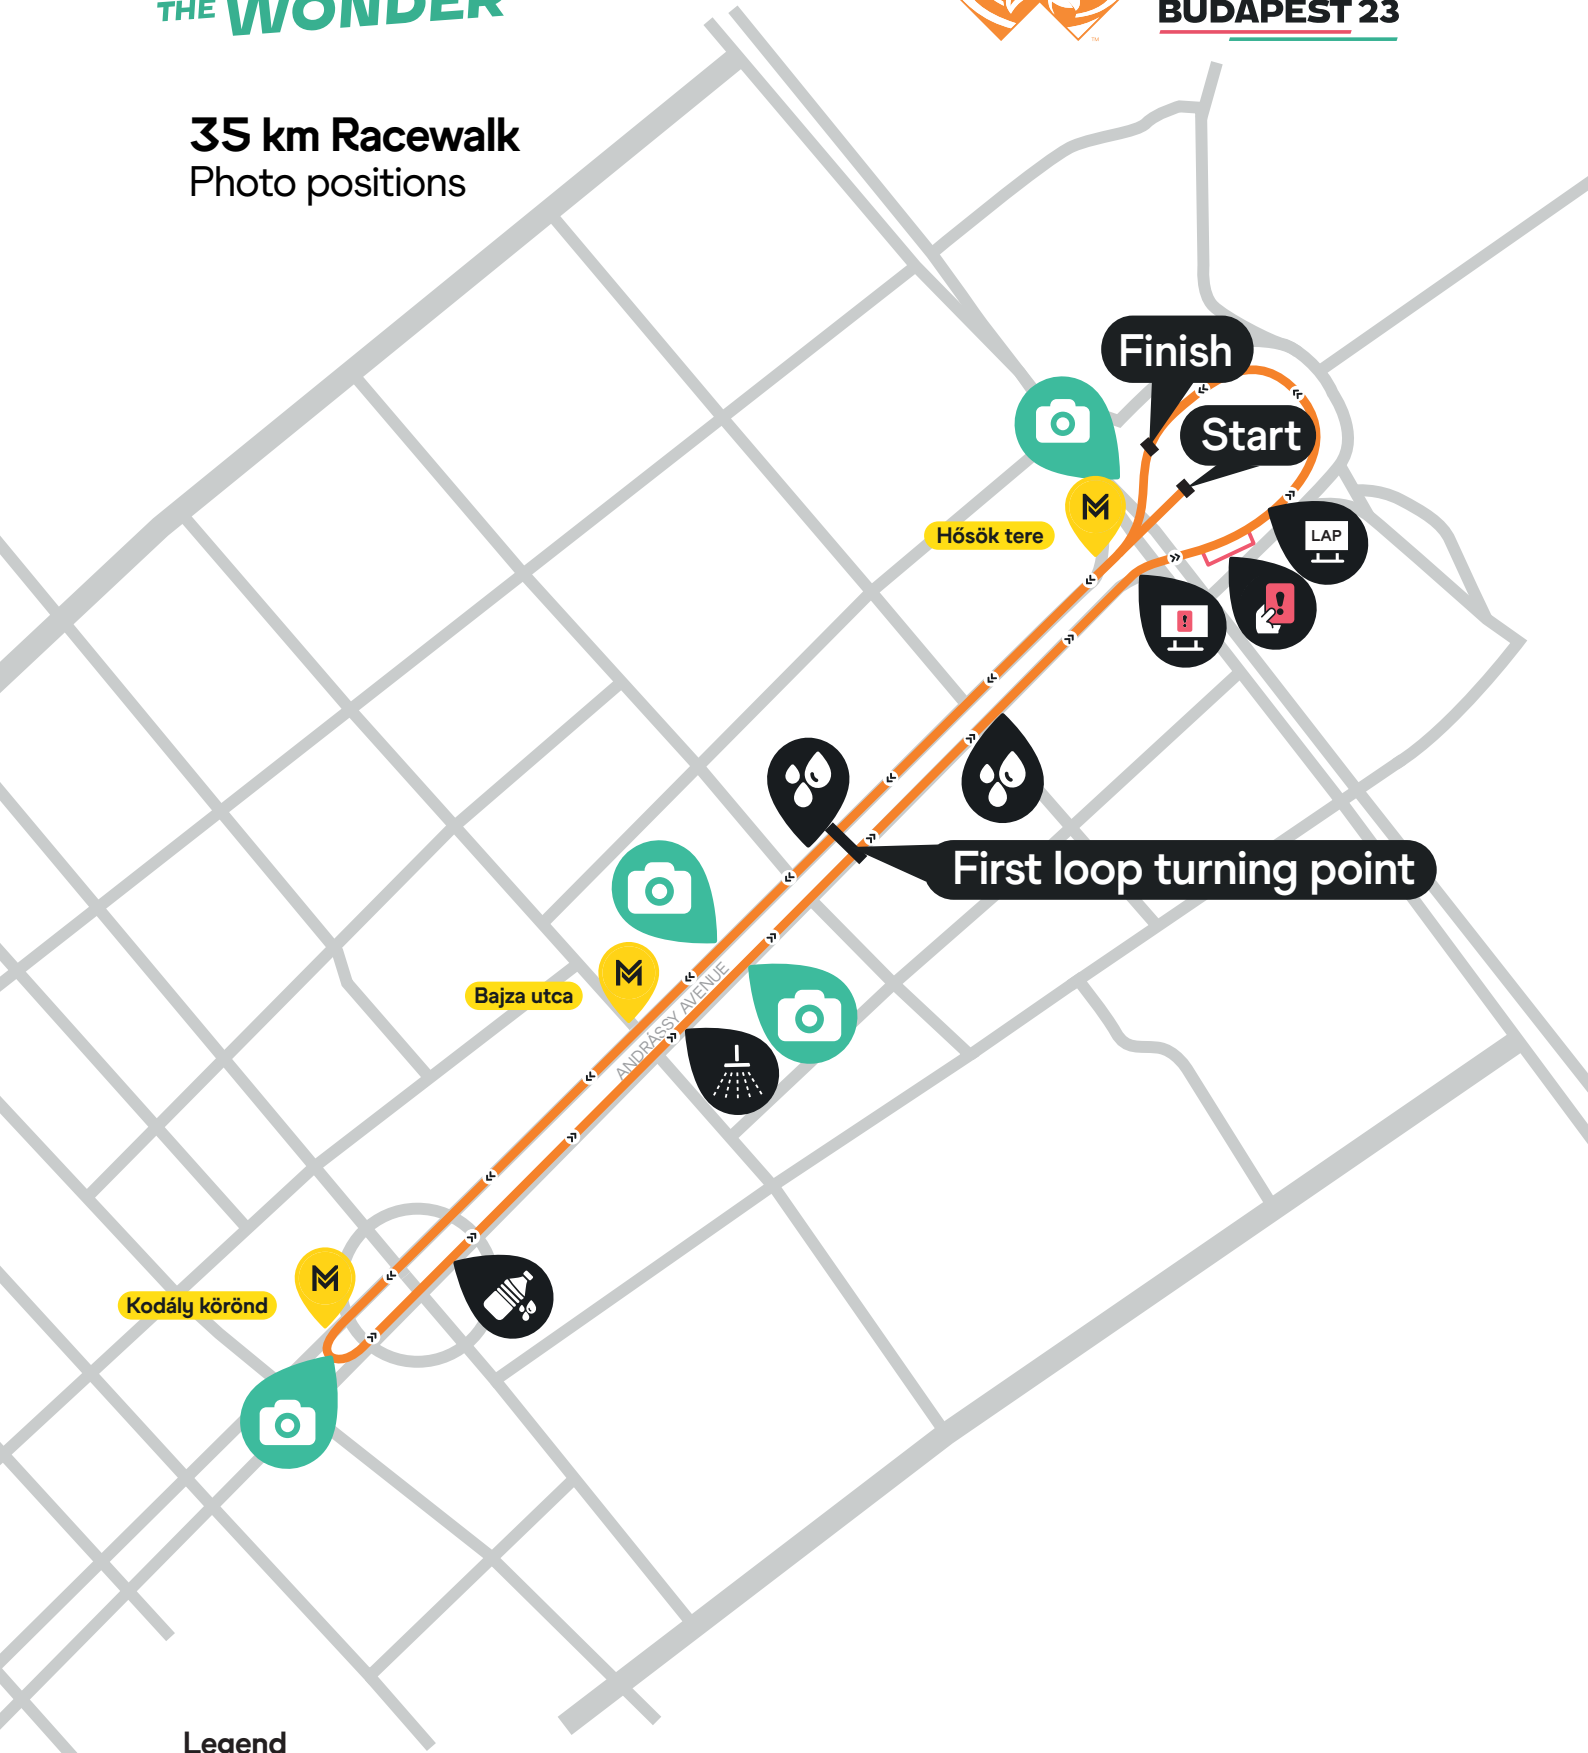 THE WONDER
BUDAPEST 23
TM
35 km Racewalk
Photo positions
Finish
Start
Hősök tere
LAP
!
!
First loop turning point
Bajza utca
ANDRÁSSY AVENUE
Kodály körönd
Legend